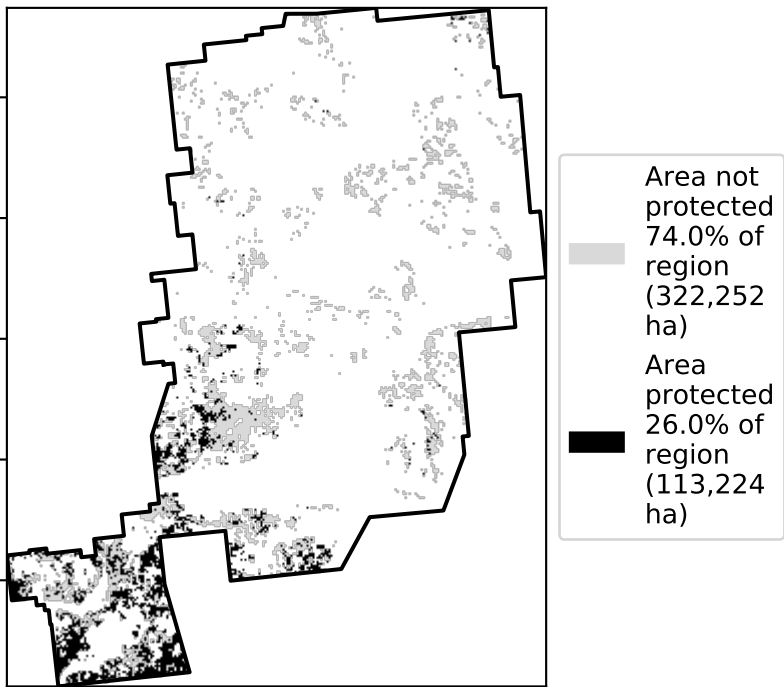 Area not
protected
74.0% of
region
(322,252
ha)
Area
protected
26.0% of
region
(113,224
ha)